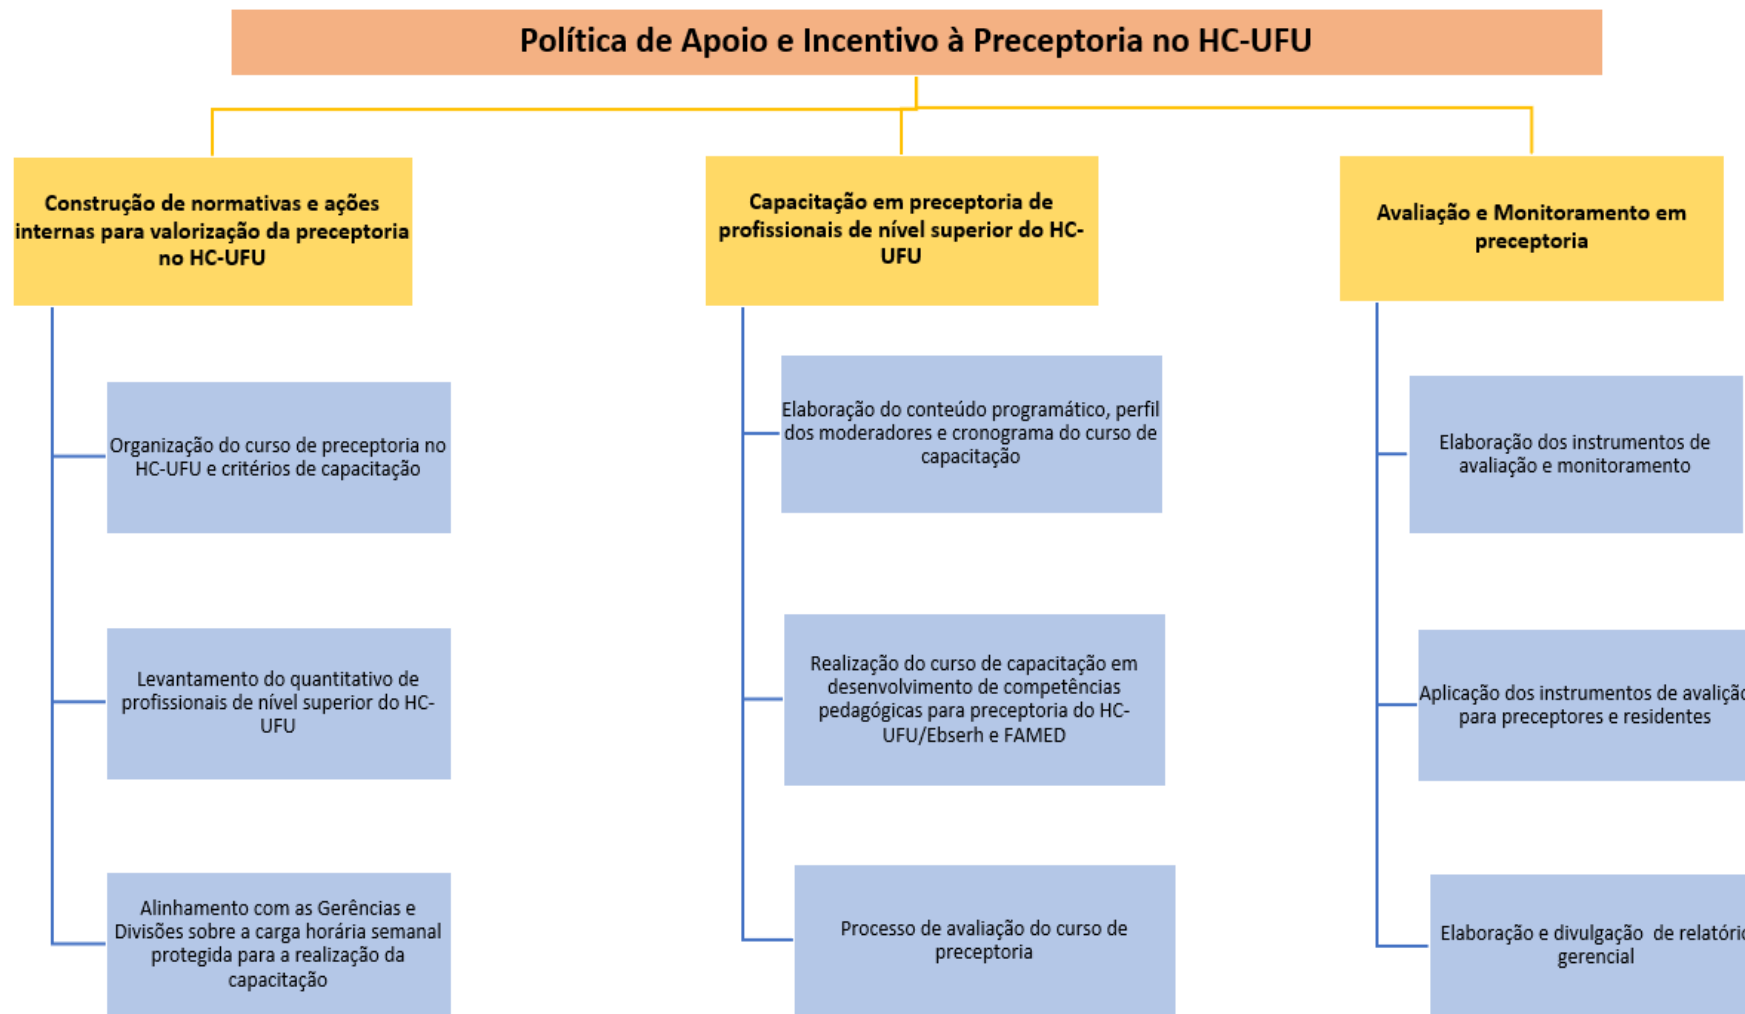 Política de Apoio e Incentivo à Preceptoria no HC-UFU
Construção de normativas e ações
internas para valorização da preceptoria
no HC-UFU
Organização do curso de preceptoria no
HC-UFU e critérios de capacitação
Levantamento do quantitativo de
profissionais de nível superior do HC-
UFU
Alinhamento com as Gerências e
Divisões sobre a carga horária semanal
protegida para a realização da
capacitação
Capacitação em preceptoria de
profissionais de nível superior do HC-
UFU
Elaboração do conteúdo programático, perfil
dos moderadores e cronograma do curso de
capacitação
Realização do curso de capacitação em
desenvolvimento de competências
pedagógicas para preceptoria do HC-
UFU/Ebserh e FAMED
Processo de avaliação do curso de
preceptoria
Avaliação e Monitoramento em
preceptoria
Elaboração dos instrumentos de
avaliação e monitoramento
Aplicação dos instrumentos de avalição
para preceptores e residentes
Elaboração e divulgação de relatório
gerencial